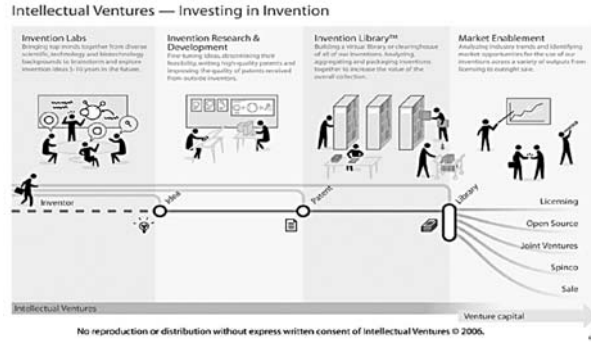 Intellectual Ventures — Investing in Invention
Invention Labs
Bringing top minds together from diverse
scientific, technology and biotechnology
backgrounds to brainstorm and explore
invention ideas 5-10 years in the future.
Invention Research &
Development
Fine tuning ideas, determining their
feasibility, writing high quality patents and
improving the quality of patents received
from outside inventors.
Invention Library™
Building a virtual library or clearinghouse
of all of our inventions. Analyzing,
aggregating and packaging inventions
together to increase the value of the
overall collection.
Market Enablement
Analyzing industry trends and identifying
market opportunities for the use of our
inventions across a variety of outputs from
licensing to outright sale.
Inventor
Idea
Patent
Library
Licensing
Open Source
Joint Ventures
Spinco
Sale
Intellectual Ventures
Venture capital
No reproduction or distribution without express written consent of Intellectual Ventures © 2006.